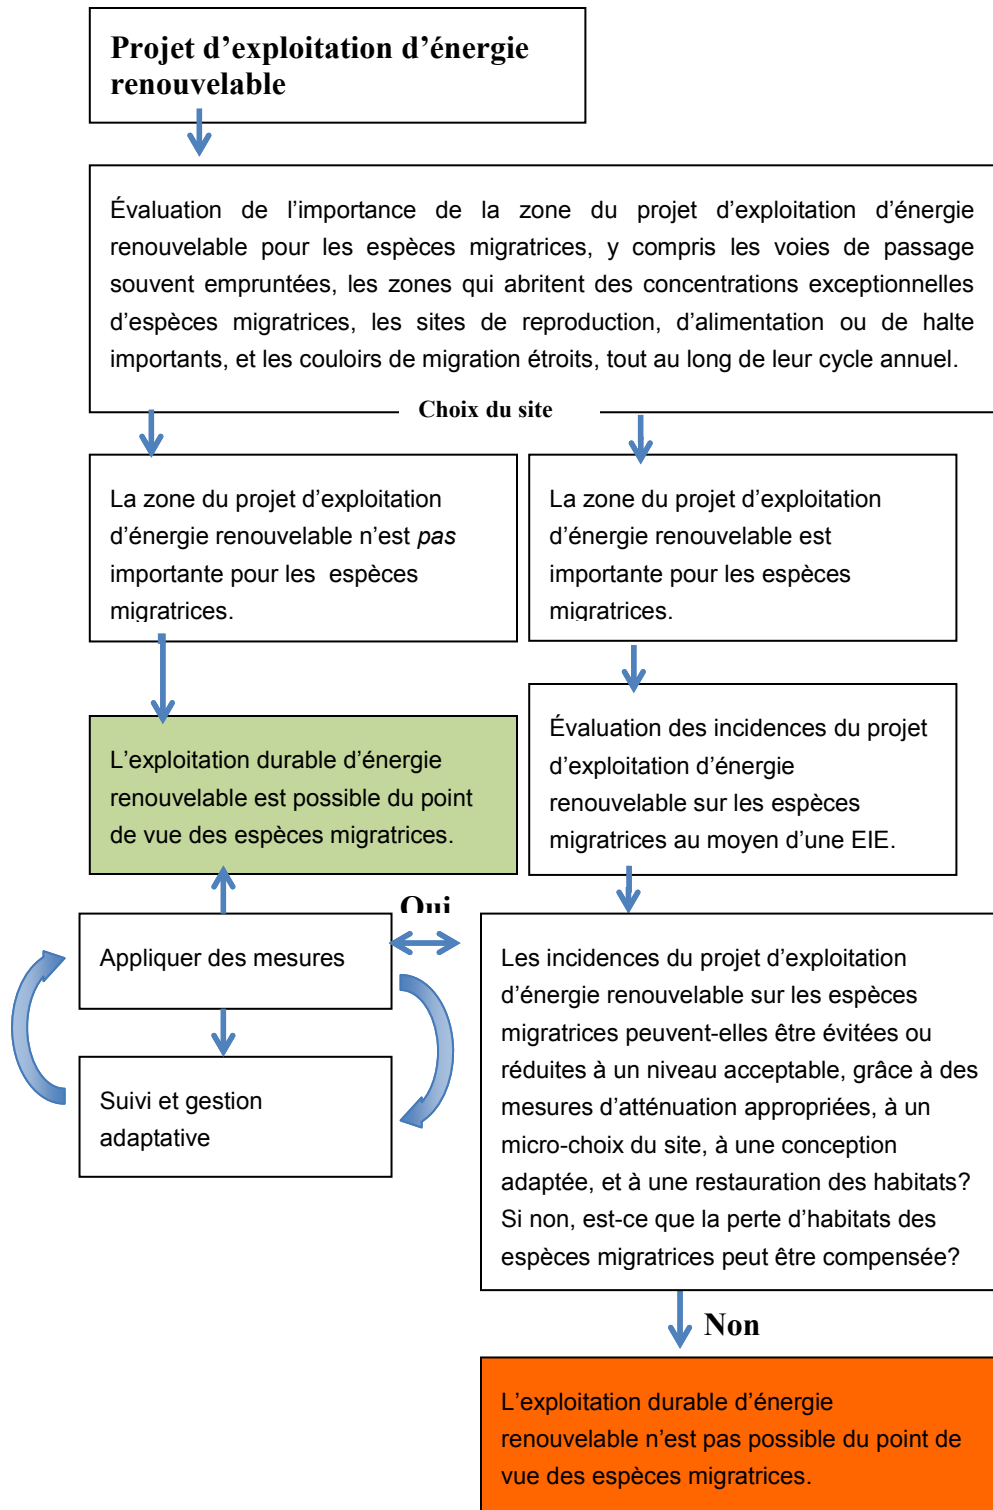 Projet d’exploitation d’énergie
renouvelable
Évaluation de l’importance de la zone du projet d’exploitation d’énergie
renouvelable pour les espèces migratrices, y compris les voies de passage
souvent empruntées, les zones qui abritent des concentrations exceptionnelles
d’espèces migratrices, les sites de reproduction, d’alimentation ou de halte
importants, et les couloirs de migration étroits, tout au long de leur cycle annuel.
Choix du site
La zone du projet d’exploitation
d’énergie renouvelable n’est pas
importante pour les espèces
migratrices.
La zone du projet d’exploitation
d’énergie renouvelable est
importante pour les espèces
migratrices.
L’exploitation durable d’énergie
renouvelable est possible du point
de vue des espèces migratrices.
Évaluation des incidences du projet
d’exploitation d’énergie
renouvelable sur les espèces
migratrices au moyen d’une EIE.
Oui
Appliquer des mesures
Suivi et gestion
adaptative
Les incidences du projet d’exploitation
d’énergie renouvelable sur les espèces
migratrices peuvent-elles être évitées ou
réduites à un niveau acceptable, grâce à des
mesures d’atténuation appropriées, à un
micro-choix du site, à une conception
adaptée, et à une restauration des habitats?
Si non, est-ce que la perte d’habitats des
espèces migratrices peut être compensée?
Non
L’exploitation durable d’énergie
renouvelable n’est pas possible du point de
vue des espèces migratrices.